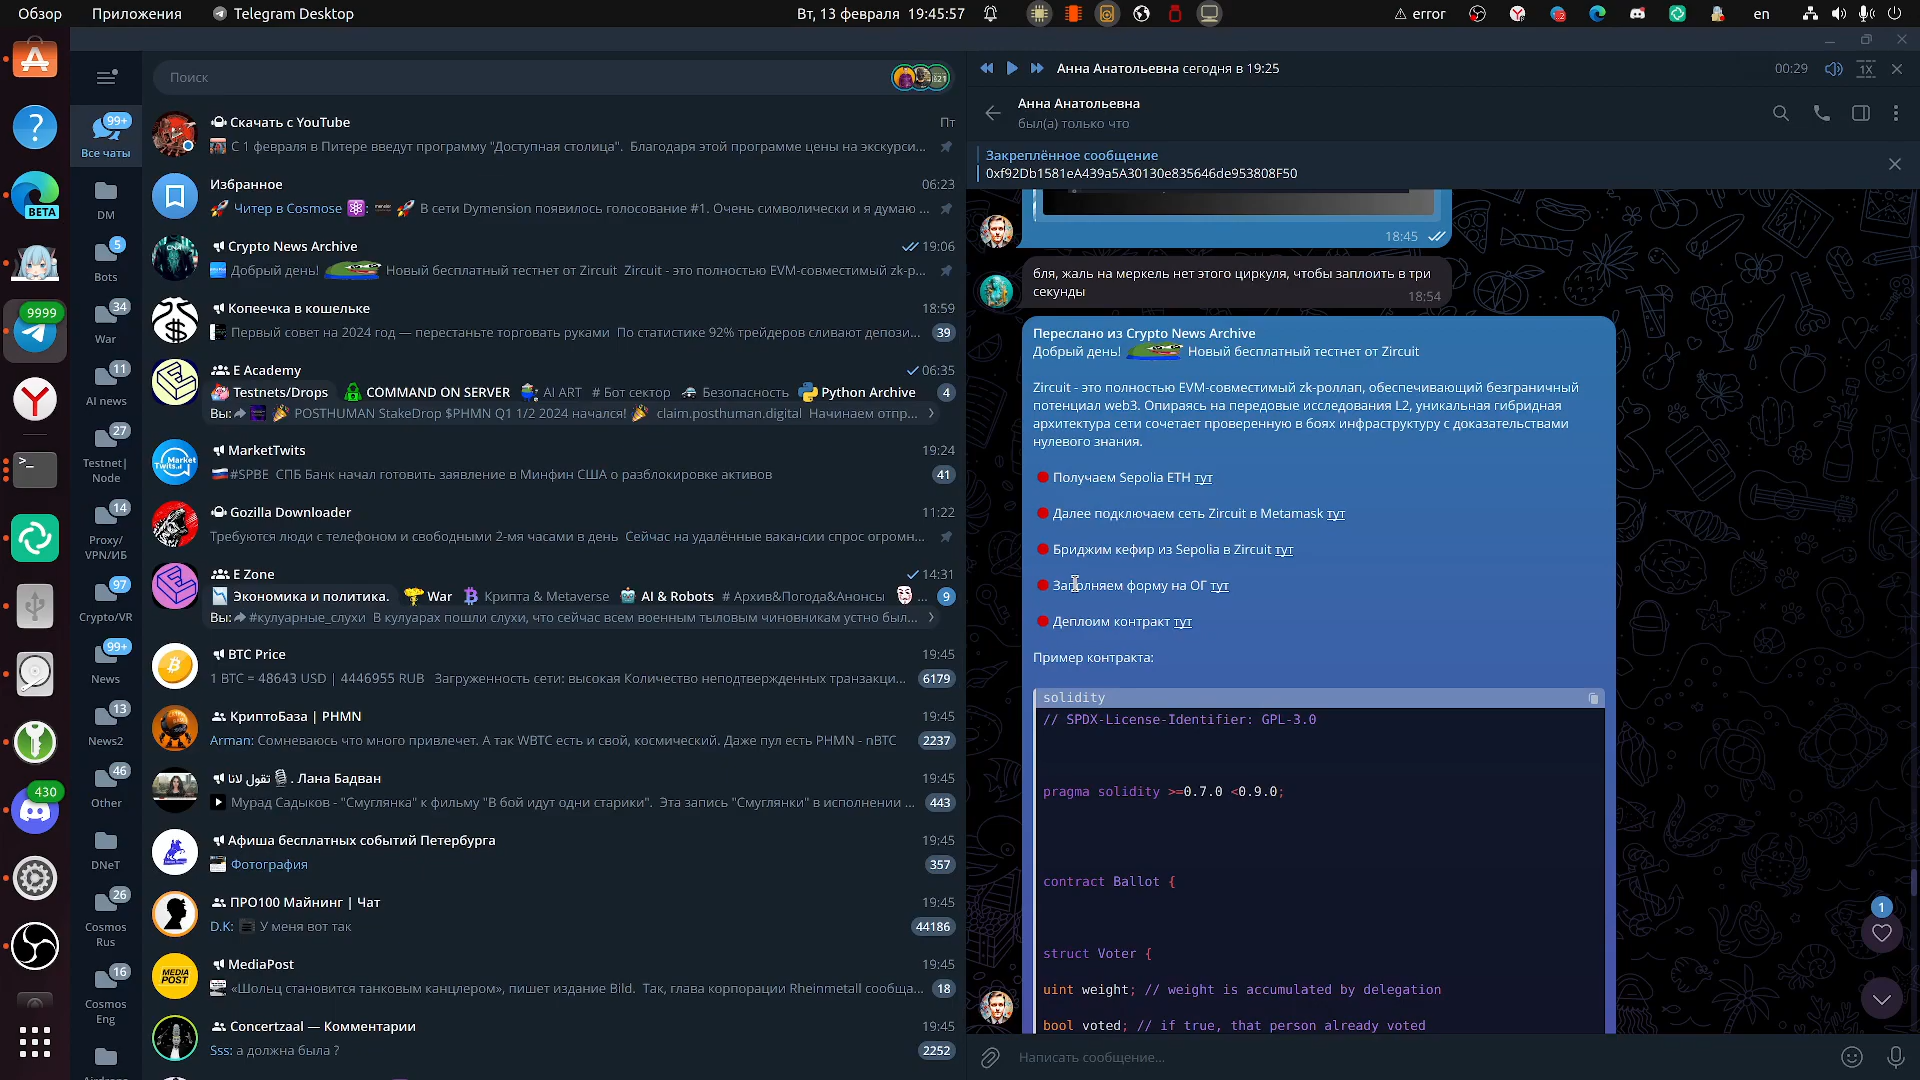 Обзор
Приложения
Telegram Desktop
Вт, 13 февраля 19:45:57
error
en
Поиск
99+
Все чаты
DM
5
Bots
34
War
11
AI news
27
Testnet|
Node
14
Proxy/
VPN/ИБ
97
Crypto/VR
99+
News
13
News2
46
Other
DNeT
26
Cosmos
Rus
16
Cosmos
Eng
BETA
9999
430
Скачать с YouTube
Пт
С 1 февраля в Питере введут программу "Доступная столица". Благодаря этой программе цены на экскурси...
Избранное
06:23
Читер в Cosmose : В сети Dymension появилось голосование #1. Очень символически и я думаю ...
Crypto News Archive
19:06
Добрый день! Новый бесплатный тестнет от Zircuit Zircuit - это полностью EVM-совместимый zk-р...
Копеечка в кошельке
18:59
Первый совет на 2024 год — перестаньте торговать руками По статистике 92% трейдеров сливают депози...
39
E Academy
06:35
Testnets/Drops COMMAND ON SERVER AI ART # Бот сектор Безопасность Python Archive
4
Вы: POSTHUMAN StakeDrop $PHMN Q1 1/2 2024 начался! claim.posthuman.digital Начинаем отпр...
MarketTwits
19:24
#SPBE СПБ Банк начал готовить заявление в Минфин США о разблокировке активов
41
Gozilla Downloader
11:22
Требуются люди с телефоном и свободными 2-мя часами в день Сейчас на удалённые вакансии спрос огромн...
E Zone
14:31
Экономика и политика. War Крипта & Metaverse AI & Robots # Архив&Погода&Анонсы ...
9
Вы: #кулуарные_слухи В кулуарах пошли слухи, что сейчас всем военным тыловым чиновникам устно был...
BTC Price
19:45
1 BTC = 48643 USD | 4446955 RUB Загруженность сети: высокая Количество неподтвержденных транзакци...
6179
КриптоБаза | PHMN
19:45
Arman: Сомневаюсь что много привлечет. А так WBTC есть и свой, космический. Даже пул есть PHMN - nBTC
2237
تقول لانا . Лана Бадван
19:45
Мурад Садыков - "Смуглянка" к фильму "В бой идут одни старики". Эта запись "Смуглянки" в исполнении ...
443
Афиша бесплатных событий Петербурга
19:45
Фотография
357
ПРО100 Майнинг | Чат
19:45
D.K: У меня вот так
44186
MediaPost
19:45
«Шольц становится танковым канцлером», пишет издание Bild. Так, глава корпорации Rheinmetall сообща...
18
Concertzaal — Комментарии
19:45
Sss: а должна была ?
2252
Анна Анатольевна сегодня в 19:25
00:29
1X
Анна Анатольевна
был(а) только что
Закреплённое сообщение
0xf92Db1581eA439a5A30130e835646de953808F50
18:45
бля, жаль на меркель нет этого циркуля, чтобы заплоить в три
секунды
18:54
Переслано из Crypto News Archive
Добрый день! Новый бесплатный тестнет от Zircuit
Zircuit - это полностью EVM-совместимый zk-роллап, обеспечивающий безграничный
потенциал web3. Опираясь на передовые исследования L2, уникальная гибридная
архитектура сети сочетает проверенную в боях инфраструктуру с доказательствами
нулевого знания.
Получаем Sepolia ETH тут
Далее подключаем сеть Zircuit в Metamask тут
Бриджим кефир из Sepolia в Zircuit тут
Заполняем форму на ОГ тут
Деплоим контракт тут
Пример контракта:
solidity
// SPDX-License-Identifier: GPL-3.0
pragma solidity >=0.7.0 <0.9.0;
contract Ballot {
struct Voter {
uint weight; // weight is accumulated by delegation
bool voted; // if true, that person already voted
1
Написать сообщение...